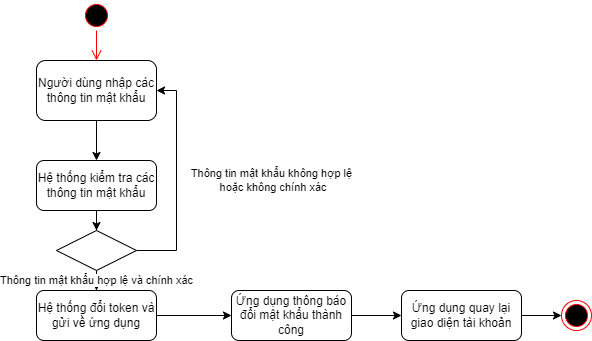 Người dùng nhập các
thông tin mật khẩu
Hệ thống kiểm tra các
thông tin mật khẩu
Thông tin mật khẩu không hợp lệ
hoặc không chính xác
Thông tin mật khẩu hợp lệ và chính xác
Hệ thống đổi token và
gửi về ứng dụng
Ứng dụng thông báo
đổi mật khẩu thành
công
Ứng dụng quay lại
giao diện tài khoản